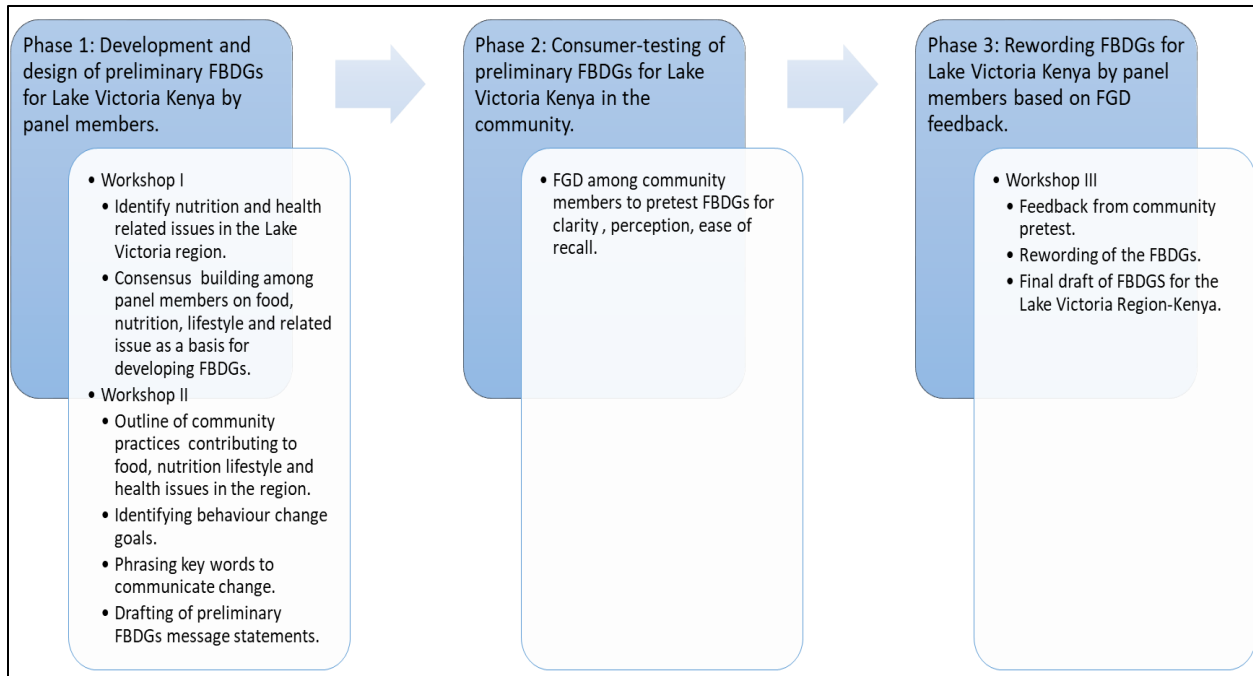 Phase 1: Development and
design of preliminary FBDGs
for Lake Victoria Kenya by
panel members.
• Workshop I
• Identify nutrition and health
related issues in the Lake
Victoria region.
• Consensus building among
panel members on food,
nutrition, lifestyle and related
issue as a basis for
developing FBDGs.
• Workshop II
• Outline of community
practices contributing to
food, nutrition lifestyle and
health issues in the region.
• Identifying behaviour change
goals.
• Phrasing key words to
communicate change.
• Drafting of preliminary
FBDGs message statements.
Phase 2: Consumer-testing of
preliminary FBDGs for Lake
Victoria Kenya in the
community.
• FGD among community
members to pretest FBDGs for
clarity , perception, ease of
recall.
Phase 3: Rewording FBDGs for
Lake Victoria Kenya by panel
members based on FGD
feedback.
• Workshop III
• Feedback from community
pretest.
• Rewording of the FBDGs.
• Final draft of FBDGS for the
Lake Victoria Region-Kenya.